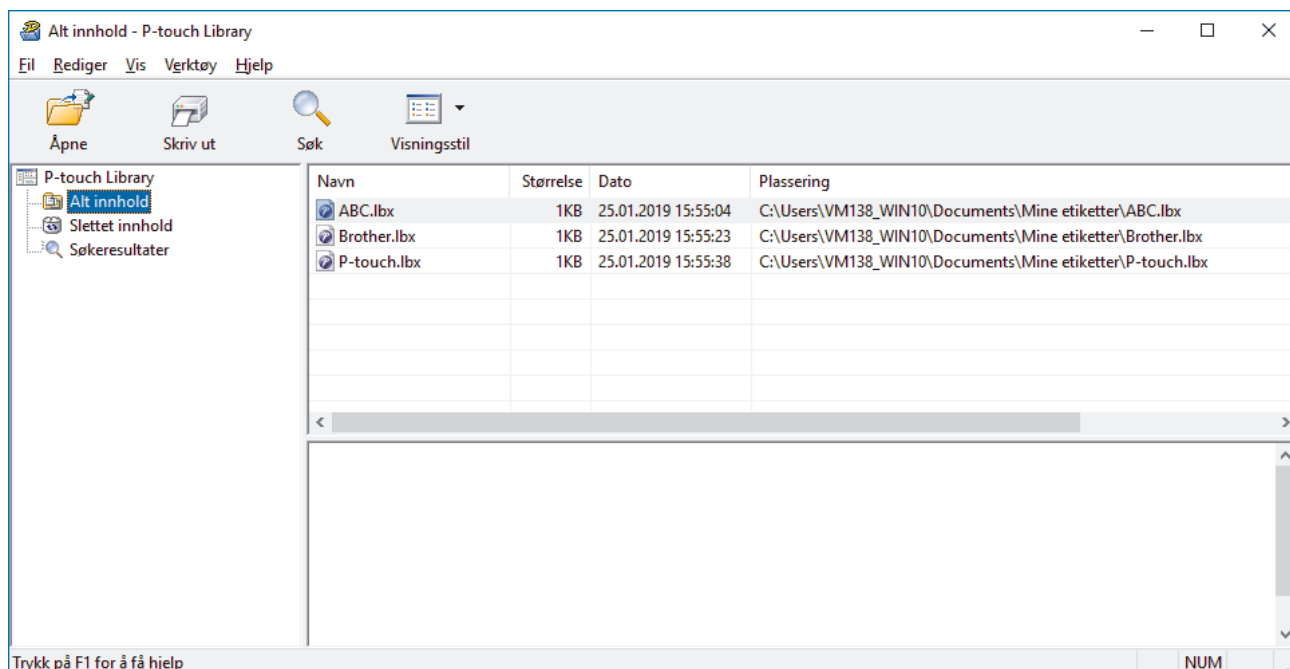 Alt innhold - P-touch Library
Fil Rediger Vis Verktøy Hjelp
Åpne Skriv ut Søk Visningsstil
P-touch Library
Alt innhold
Slettet innhold
Søkeresultater
Navn Størrelse Dato Plassering
ABC.lbx 1KB 25.01.2019 15:55:04 C:\Users\VM138_WIN10\Documents\Mine etiketter\ABC.lbx
Brother.lbx 1KB 25.01.2019 15:55:23 C:\Users\VM138_WIN10\Documents\Mine etiketter\Brother.lbx
P-touch.lbx 1KB 25.01.2019 15:55:38 C:\Users\VM138_WIN10\Documents\Mine etiketter\P-touch.lbx
Trykk på F1 for å få hjelp NUM